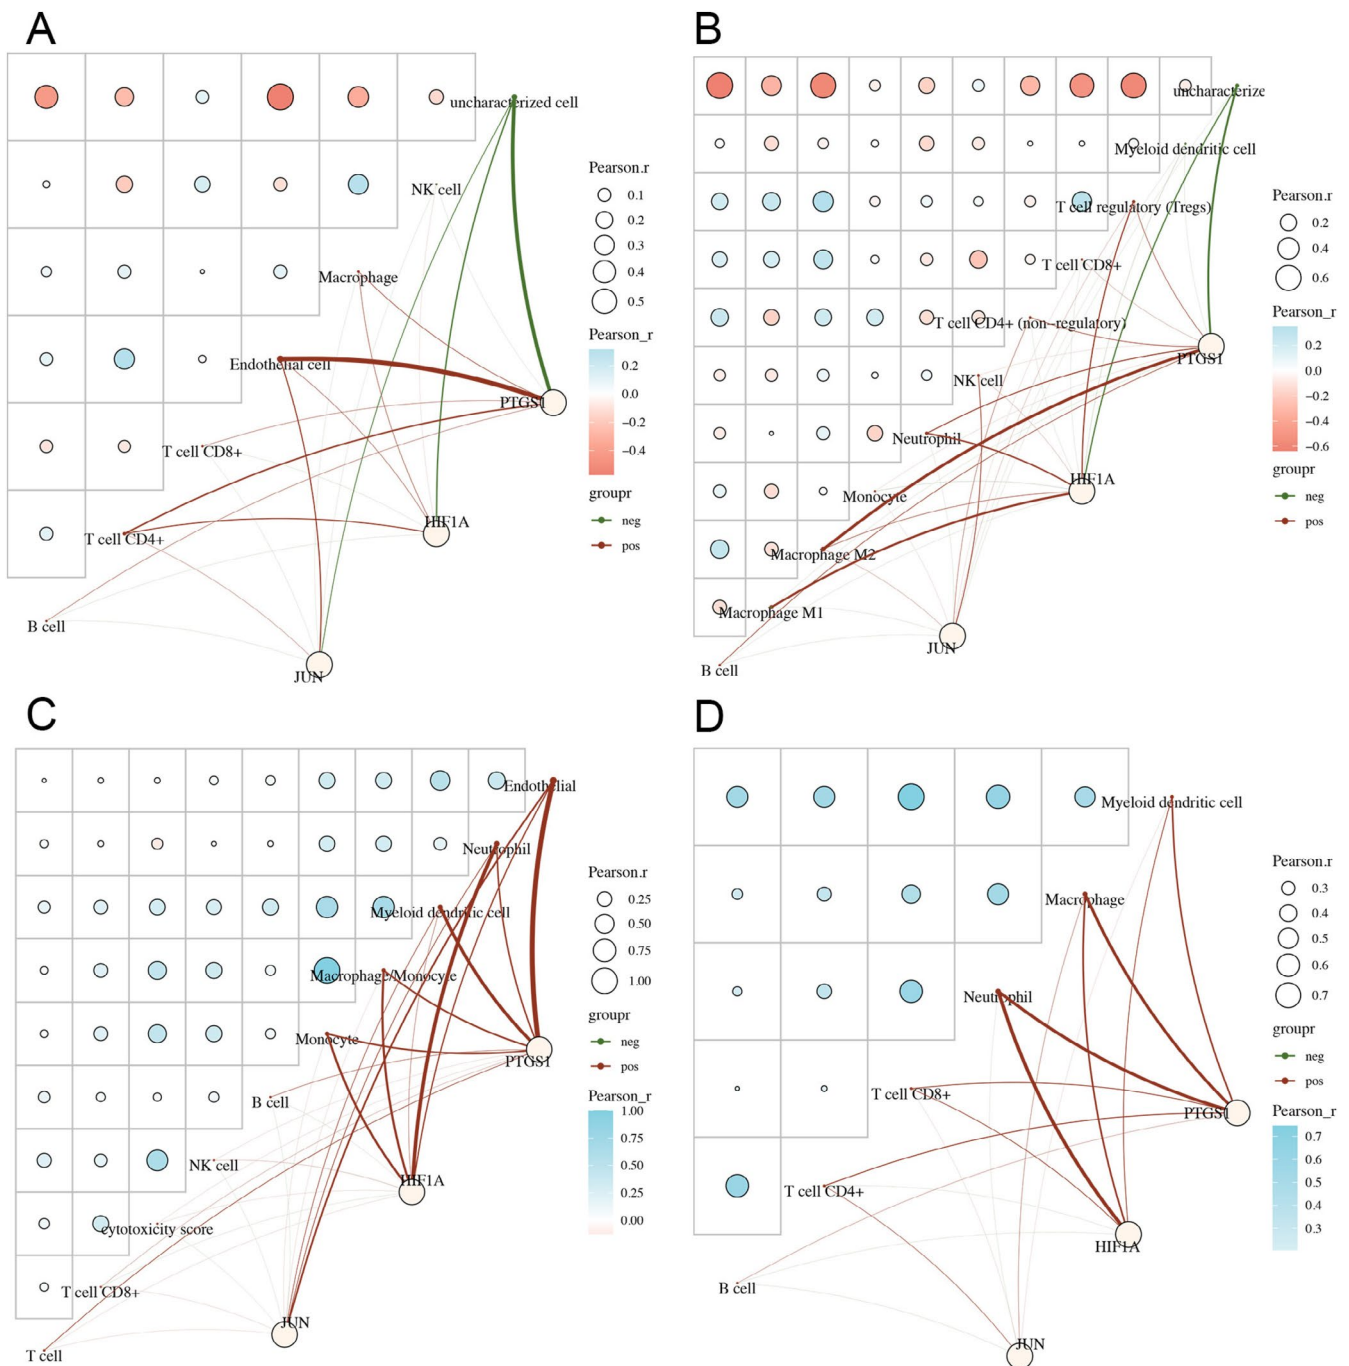 A
uncharacterized cell
NK cell
Macrophage
Endothelial cell
PTGS1
T cell CD8+
HIF1A
T cell CD4+
B cell
JUN
Pearson.r
0.1
0.2
0.3
0.4
0.5
Pearson_r
0.2
0.0
−0.2
−0.4
groupr
neg
pos
B
uncharacterize
Myeloid dendritic cell
T cell regulatory (Tregs)
T cell CD8+
T cell CD4+ (non−regulatory)
PTGS1
NK cell
Neutrophil
HIF1A
Monocyte
Macrophage M2
Macrophage M1
JUN
B cell
Pearson.r
0.2
0.4
0.6
Pearson_r
0.2
0.0
−0.2
−0.4
−0.6
groupr
neg
pos
C
Endothelial
Neutrophil
Myeloid dendritic cell
Macrophage/Monocyte
Monocyte
PTGS1
B cell
NK cell
HIF1A
cytotoxicity score
T cell CD8+
JUN
T cell
Pearson.r
0.25
0.50
0.75
1.00
groupr
neg
pos
Pearson_r
1.00
0.75
0.50
0.25
0.00
D
Myeloid dendritic cell
Macrophage
Neutrophil
T cell CD8+
PTGS1
T cell CD4+
HIF1A
B cell
JUN
Pearson.r
0.3
0.4
0.5
0.6
0.7
groupr
neg
pos
Pearson_r
0.7
0.6
0.5
0.4
0.3